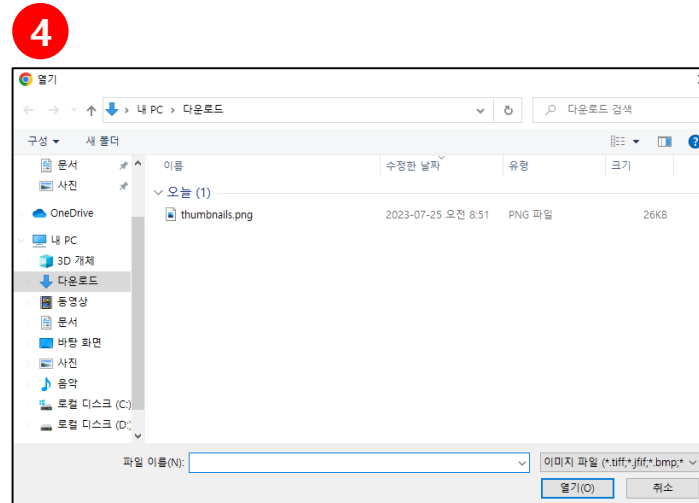 4
열기
내 PC > 다운로드
다운로드 검색
구성
새 폴더
이름
수정한 날짜
유형
크기
문서
사진
OneDrive
내 PC
3D 개체
다운로드
동영상
문서
바탕 화면
사진
음악
로컬 디스크 (C:)
로컬 디스크 (D:)
오늘 (1)
thumbnails.png
2023-07-25 오전 8:51
PNG 파일
26KB
파일 이름(N):
이미지 파일 (*.tiff;*.jfif;*.bmp;*
열기(O)
취소